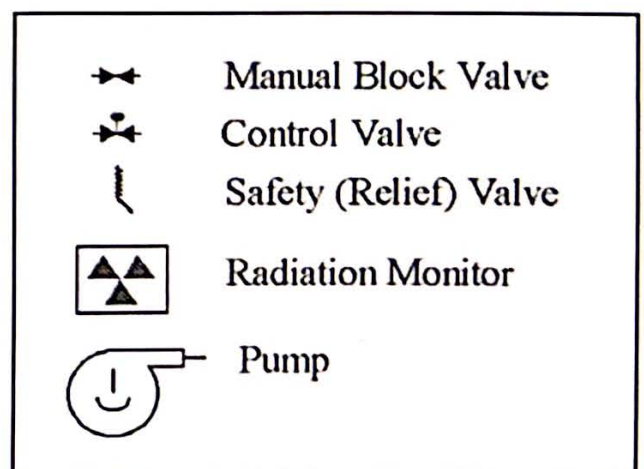 Manual Block Valve
Control Valve
Safety (Relief) Valve
Radiation Monitor
Pump